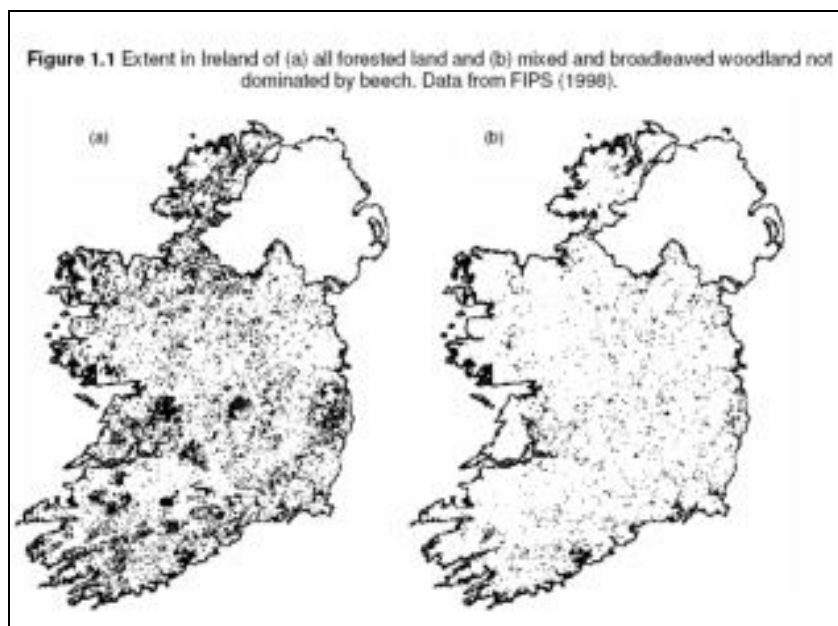 Figure 1.1 Extent in Ireland of (a) all forested land and (b) mixed and broadleaved woodland not
dominated by beech. Data from FIPS (1998).
(a)
(b)